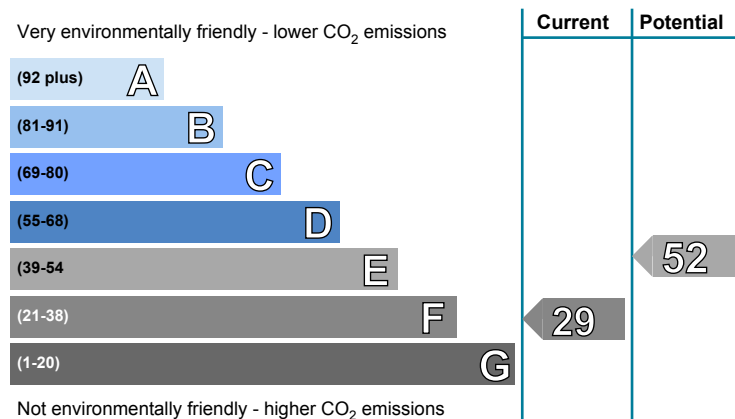 Very environmentally friendly - lower CO₂ emissions
Current
Potential
(92 plus) A
(81-91) B
(69-80) C
(55-68) D
(39-54 E
52
(21-38) F
29
(1-20) G
Not environmentally friendly - higher CO₂ emissions